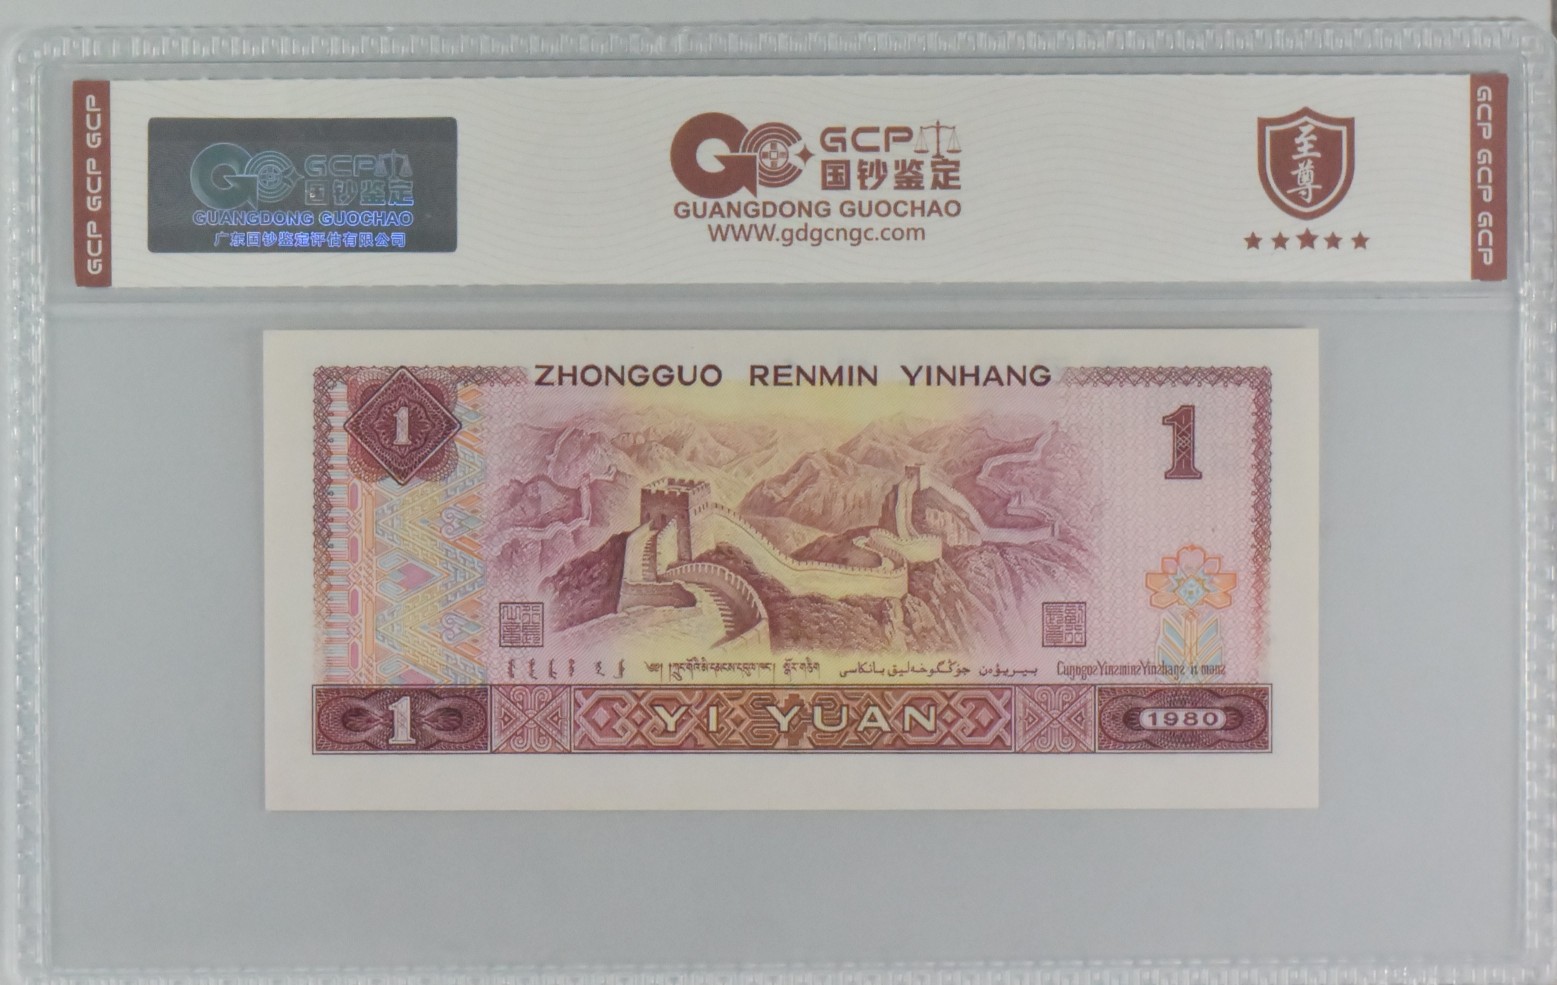 GCP GCP GCP
GUANGDONG GUOCHAO
GCP
国钞鉴定
GUANGDONG GUOCHAO
广东国钞鉴定评估有限公司
GCP
国钞鉴定
GUANGDONG GUOCHAO
WWW.gdgcngc.com
至尊
GCP GCP GCP
ZHONGGUO RENMIN YINHANG
1
1
1
YI YUAN
1980